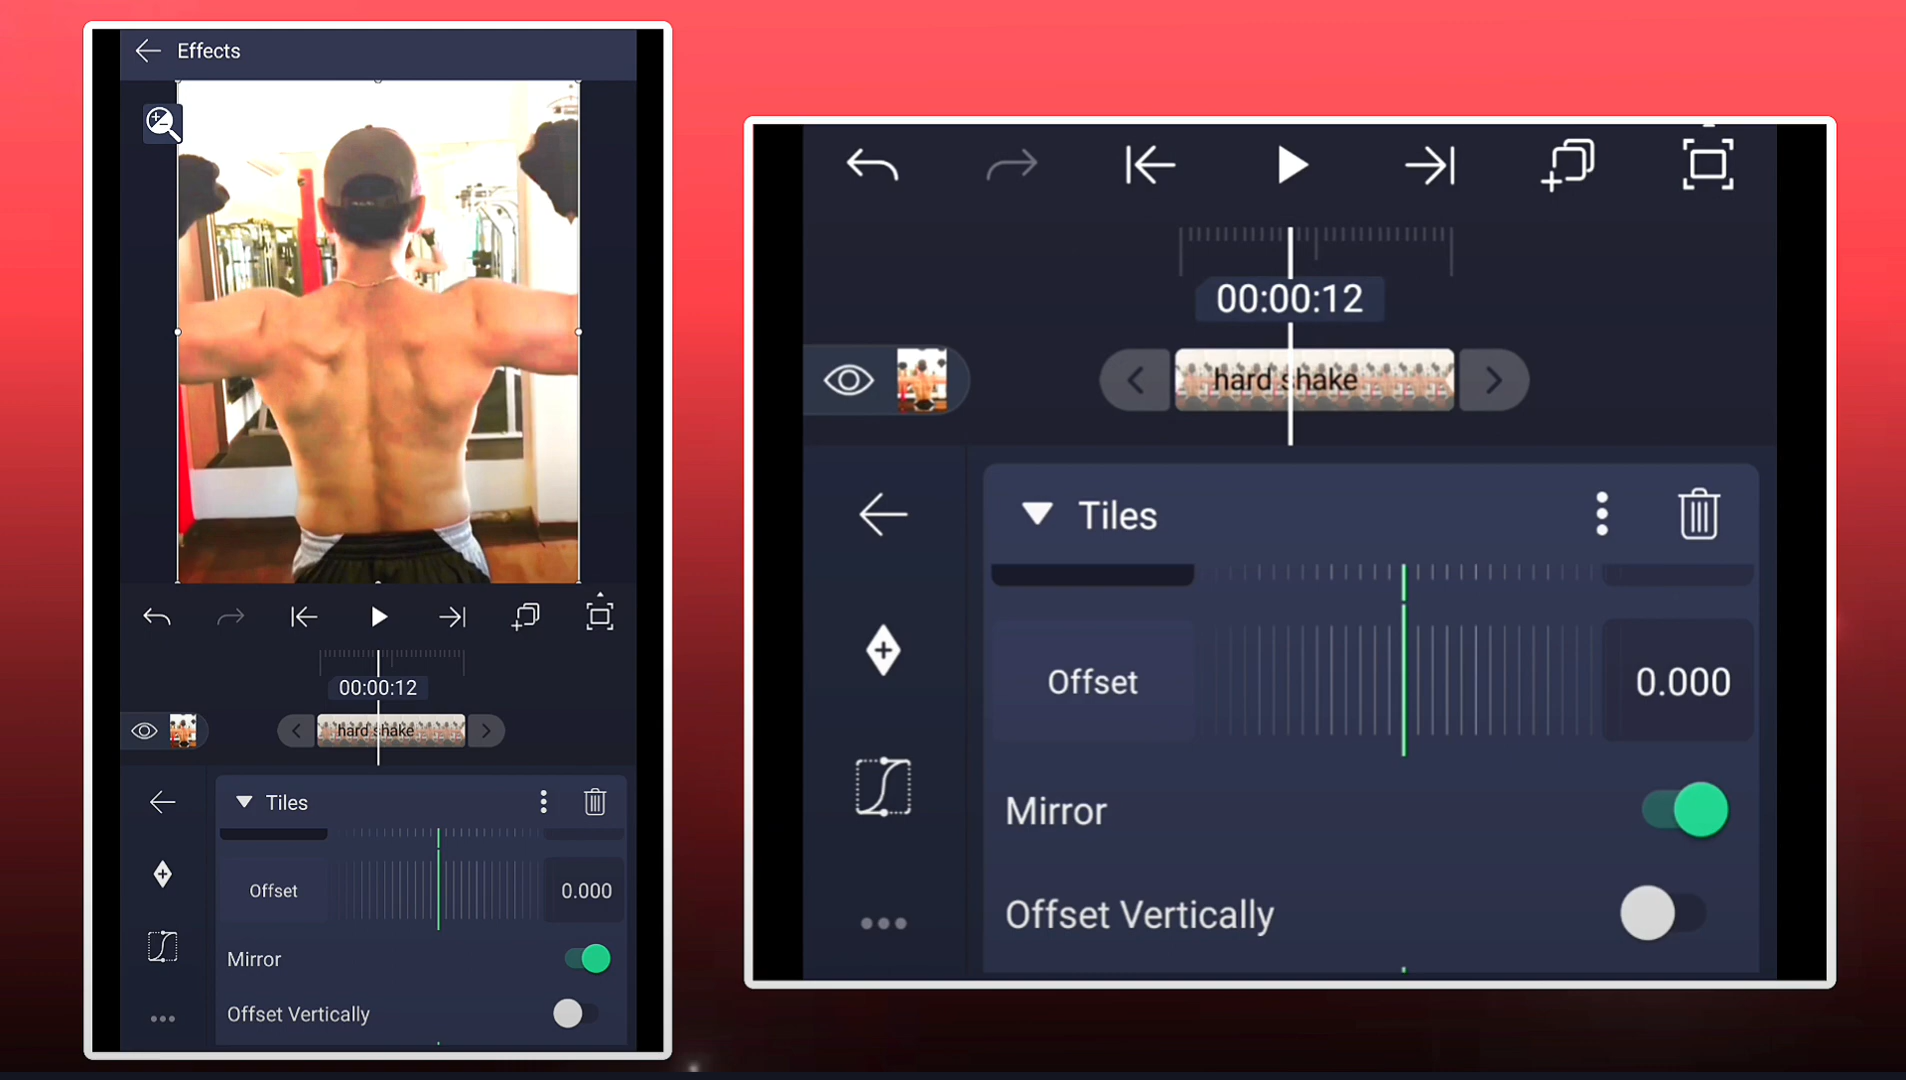 Effects
00:00:12
hard shake
Tiles
Offset
0.000
Mirror
Offset Vertically
00:00:12
hard shake
Tiles
Offset
0.000
Mirror
Offset Vertically